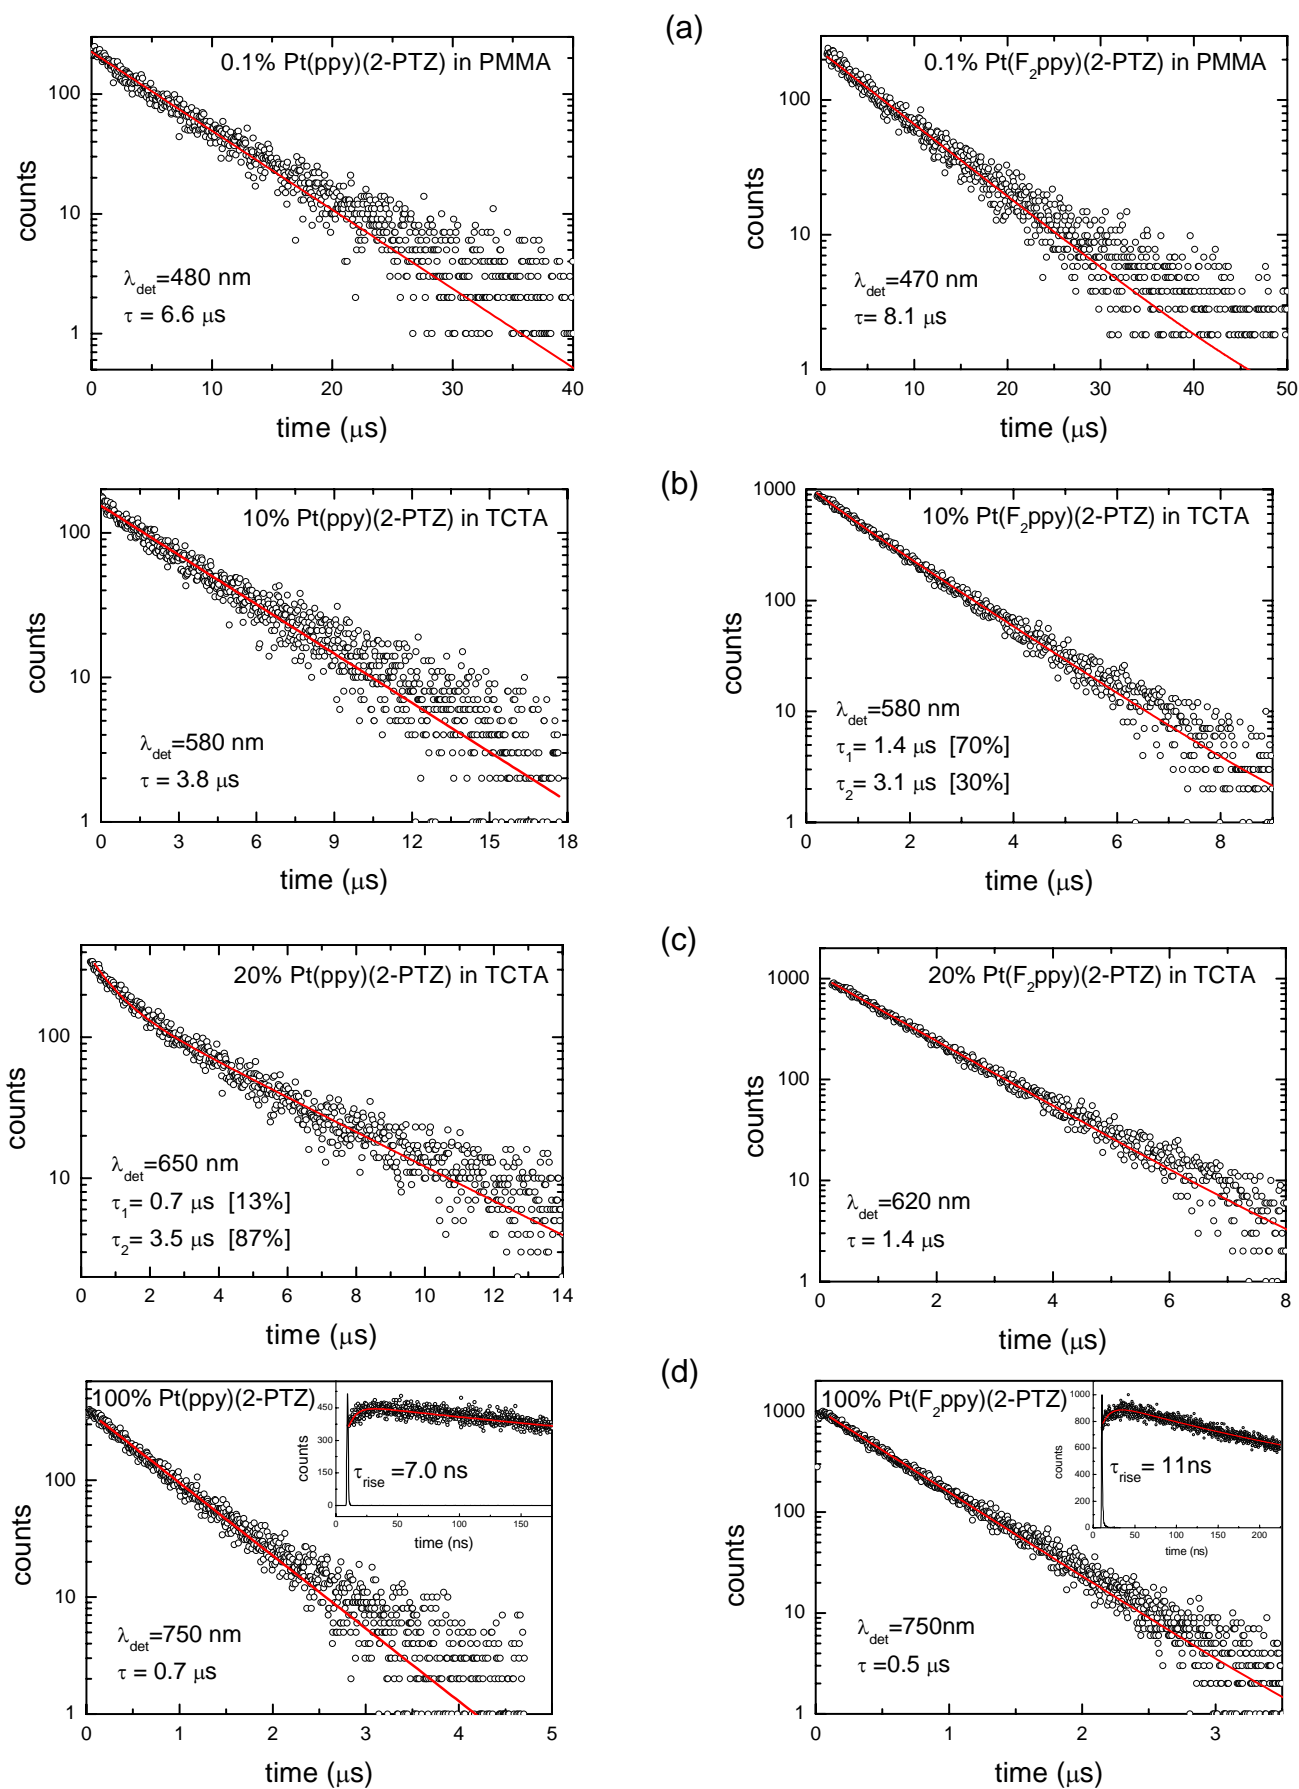 (a)
0.1% Pt(ppy)(2-PTZ) in PMMA
counts
100
10
1
λdet=480 nm
τ = 6.6 μs
0 10 20 30 40
time (μs)
0.1% Pt(F2ppy)(2-PTZ) in PMMA
counts
100
10
1
λdet=470 nm
τ= 8.1 μs
0 10 20 30 40 50
time (μs)
(b)
10% Pt(ppy)(2-PTZ) in TCTA
counts
100
10
1
λdet=580 nm
τ = 3.8 μs
0 3 6 9 12 15 18
time (μs)
10% Pt(F2ppy)(2-PTZ) in TCTA
counts
1000
100
10
1
λdet=580 nm
τ1= 1.4 μs [70%]
τ2= 3.1 μs [30%]
0 2 4 6 8
time (μs)
(c)
20% Pt(ppy)(2-PTZ) in TCTA
counts
100
10
λdet=650 nm
τ1= 0.7 μs [13%]
τ2= 3.5 μs [87%]
0 2 4 6 8 10 12 14
time (μs)
20% Pt(F2ppy)(2-PTZ) in TCTA
counts
1000
100
10
1
λdet=620 nm
τ = 1.4 μs
0 2 4 6 8
time (μs)
(d)
100% Pt(ppy)(2-PTZ)
counts
100
10
1
λdet=750 nm
τ = 0.7 μs
0 1 2 3 4 5
time (μs)
counts
450
300
150
0
τrise =7.0 ns
0 50 100 150
time (ns)
100% Pt(F2ppy)(2-PTZ)
counts
1000
100
10
1
λdet=750nm
τ =0.5 μs
0 1 2 3
time (μs)
counts
1000
800
600
400
200
0
τrise = 11ns
0 50 100 150 200
time (ns)